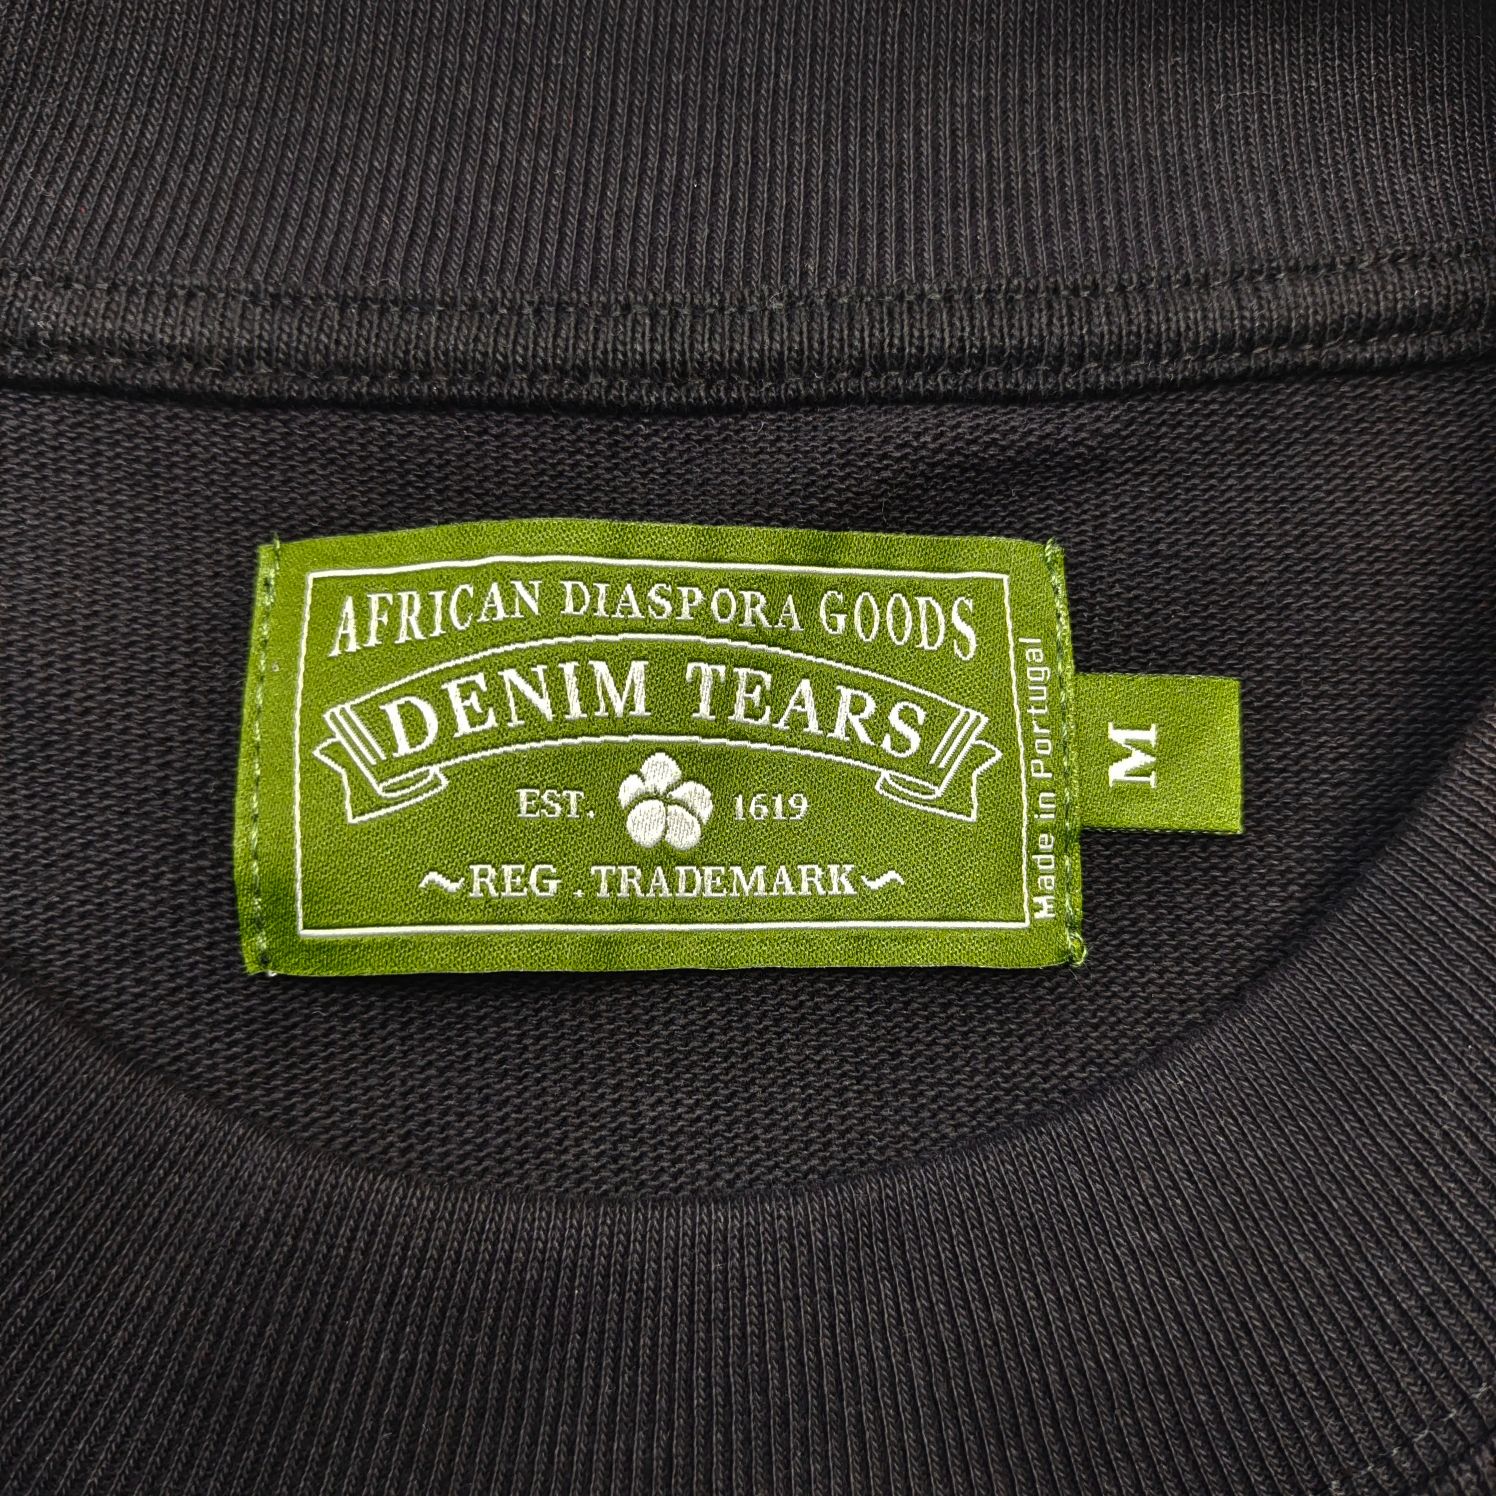 AFRICAN DIASPORA GOODS
DENIM TEARS
EST. 1619
~REG . TRADEMARK~
Made in Portugal
M